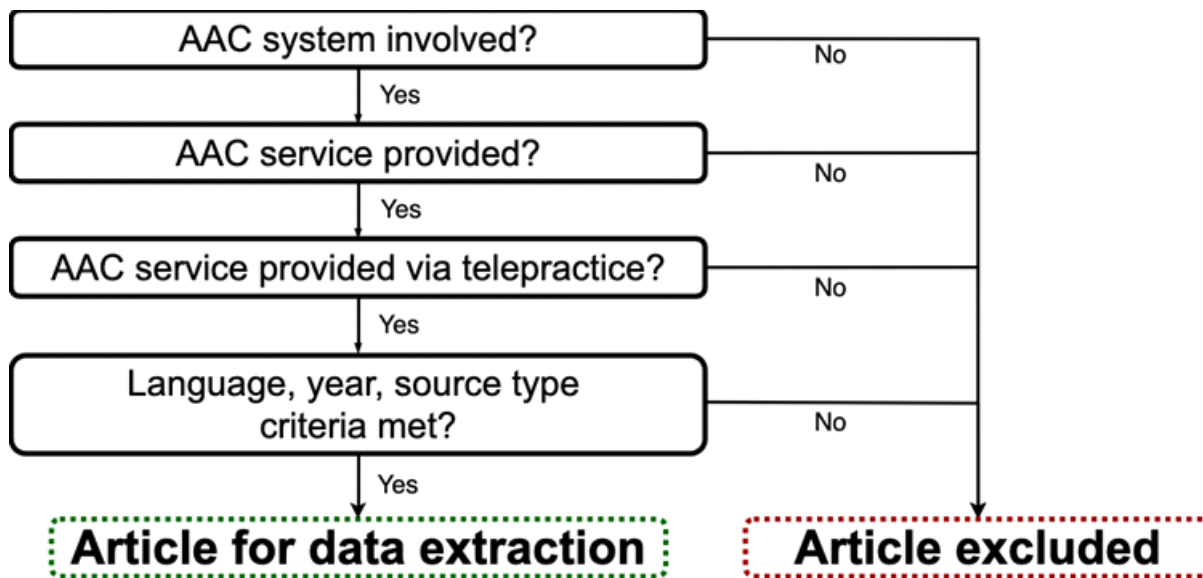 AAC system involved?
No
Yes
AAC service provided?
No
Yes
AAC service provided via telepractice?
No
Yes
Language, year, source type
criteria met?
No
Yes
Article for data extraction
Article excluded